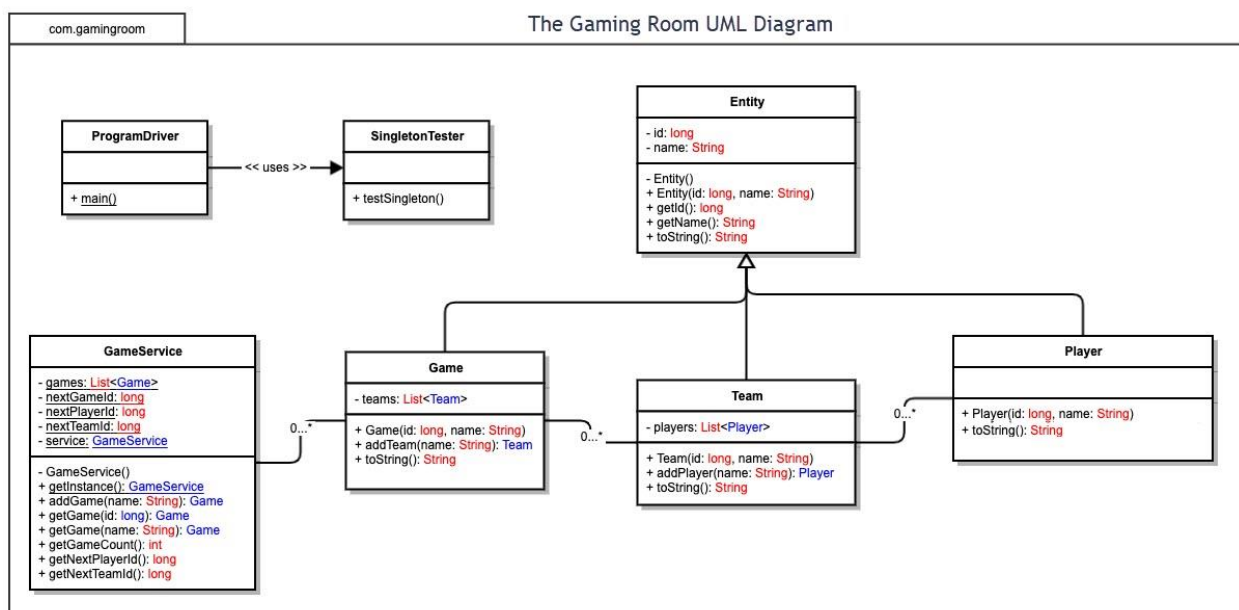 com.gamingroom
The Gaming Room UML Diagram
ProgramDriver
+ main()
<< uses >>
SingletonTester
+ testSingleton()
Entity
- id: long
- name: String
- Entity()
+ Entity(id: long, name: String)
+ getId(): long
+ getName(): String
+ toString(): String
GameService
- games: List<Game>
- nextGameId: long
- nextPlayerId: long
- nextTeamId: long
- service: GameService
- GameService()
+ getInstance(): GameService
+ addGame(name: String): Game
+ getGame(id: long): Game
+ getGame(name: String): Game
+ getGameCount(): int
+ getNextPlayerId(): long
+ getNextTeamId(): long
0...*
Game
- teams: List<Team>
+ Game(id: long, name: String)
+ addTeam(name: String): Team
+ toString(): String
0...*
Team
- players: List<Player>
+ Team(id: long, name: String)
+ addPlayer(name: String): Player
+ toString(): String
0...*
Player
+ Player(id: long, name: String)
+ toString(): String